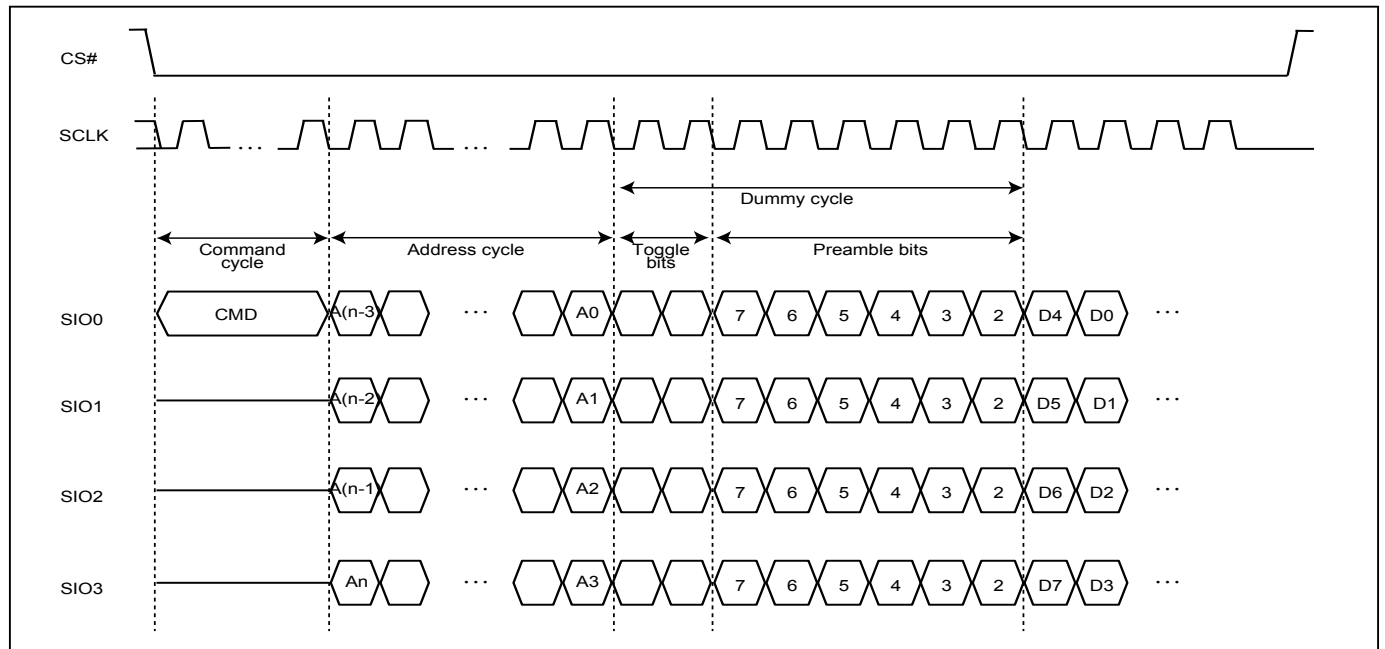 CS#
SCLK
...
...
Dummy cycle
Command
cycle
Address cycle
Toggle
bits
Preamble bits
SIO0
CMD
A(n-3)
...
A0
7
6
5
4
3
2
D4
D0
...
SIO1
A(n-2)
...
A1
7
6
5
4
3
2
D5
D1
...
SIO2
A(n-1)
...
A2
7
6
5
4
3
2
D6
D2
...
SIO3
An
...
A3
7
6
5
4
3
2
D7
D3
...